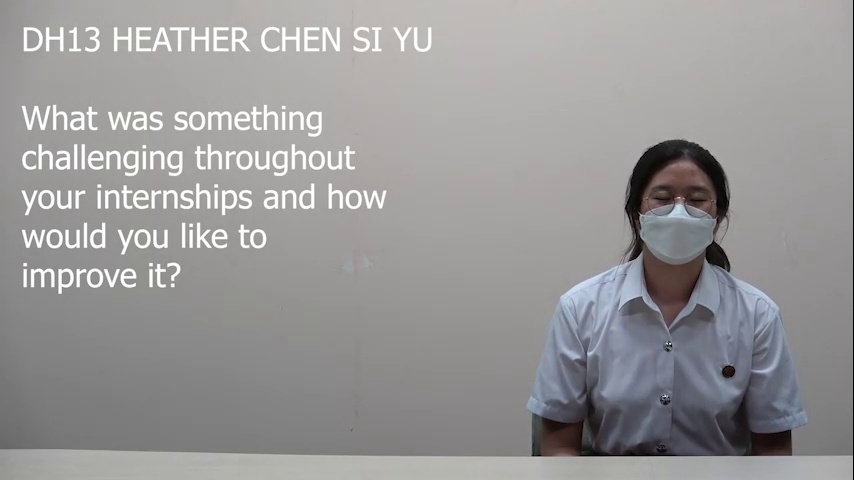 DH13 HEATHER CHEN SI YU
What was something
challenging throughout
your internships and how
would you like to
improve it?